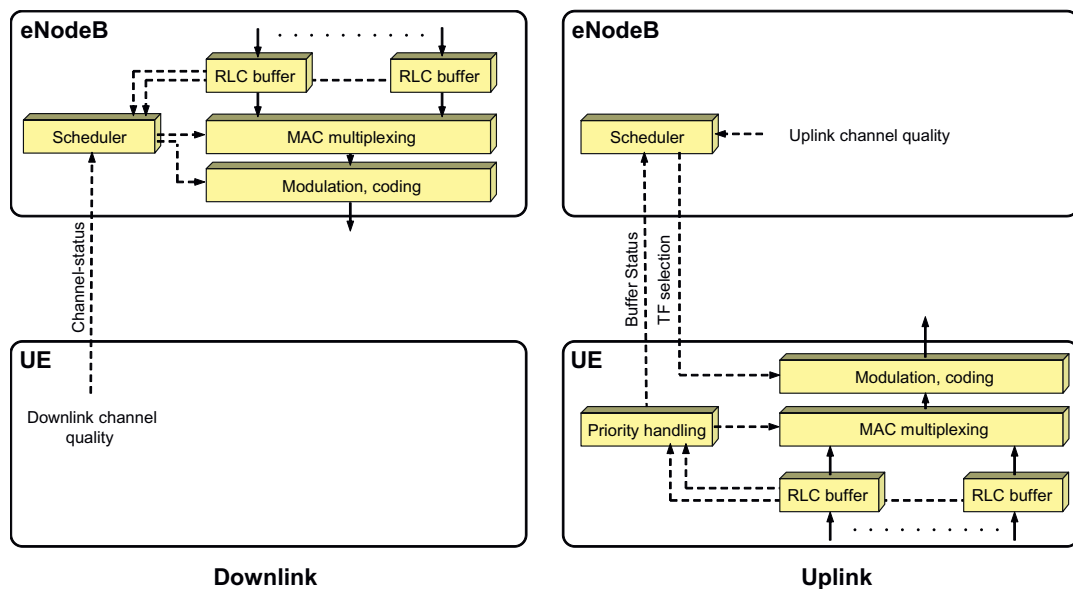 eNodeB
RLC buffer
RLC buffer
Scheduler
MAC multiplexing
Modulation, coding
Channel-status
UE
Downlink channel
quality
Downlink
eNodeB
Scheduler
Uplink channel quality
Buffer Status
TF selection
UE
Modulation, coding
Priority handling
MAC multiplexing
RLC buffer
RLC buffer
Uplink